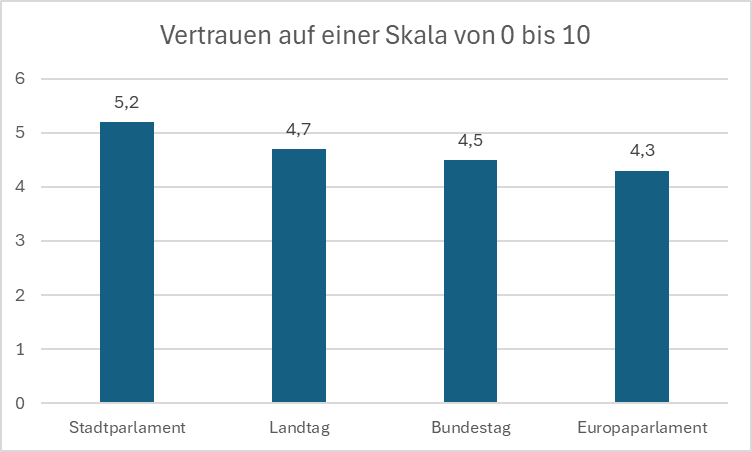 Vertrauen auf einer Skala von 0 bis 10
6
5
4
3
2
1
0
5,2
4,7
4,5
4,3
Stadtparlament
Landtag
Bundestag
Europaparlament